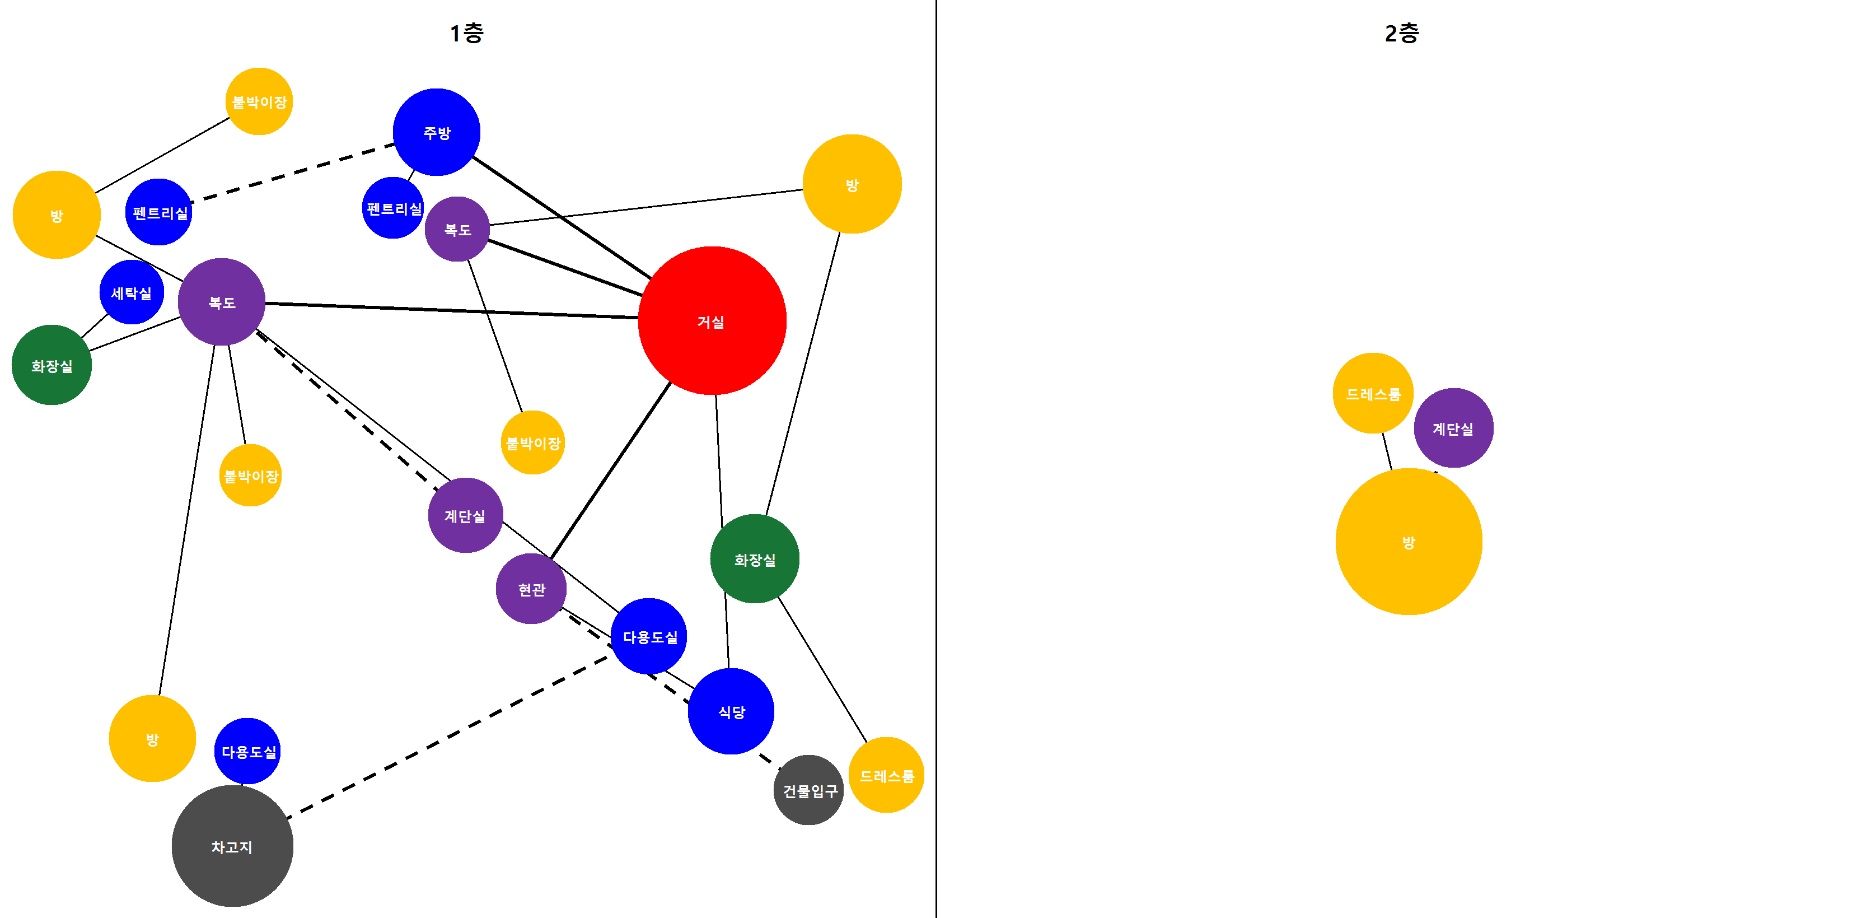 1층
붙박이장
주방
방
방
펜트리실
펜트리실
복도
세탁실
복도
거실
화장실
붙박이장
붙박이장
계단실
화장실
현관
다용도실
식당
방
다용도실
드레스룸
건물입구
차고지
2층
드레스룸
계단실
방